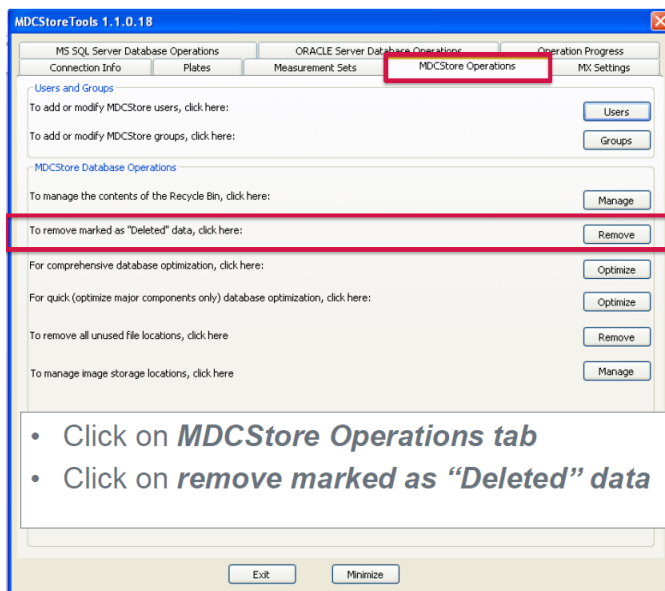 MDCStoreTools 1.1.0.18
MS SQL Server Database Operations
ORACLE Server Database Operations
Operation Progress
Connection Info
Plates
Measurement Sets
MDCStore Operations
MX Settings
Users and Groups
To add or modify MDCStore users, click here:
Users
To add or modify MDCStore groups, click here:
Groups
MDCStore Database Operations
To manage the contents of the Recycle Bin, click here:
Manage
To remove marked as "Deleted" data, click here:
Remove
For comprehensive database optimization, click here:
Optimize
For quick (optimize major components only) database optimization, click here:
Optimize
To remove all unused file locations, click here
Remove
To manage image storage locations, click here
Manage
• Click on MDCStore Operations tab
• Click on remove marked as “Deleted” data
Exit
Minimize